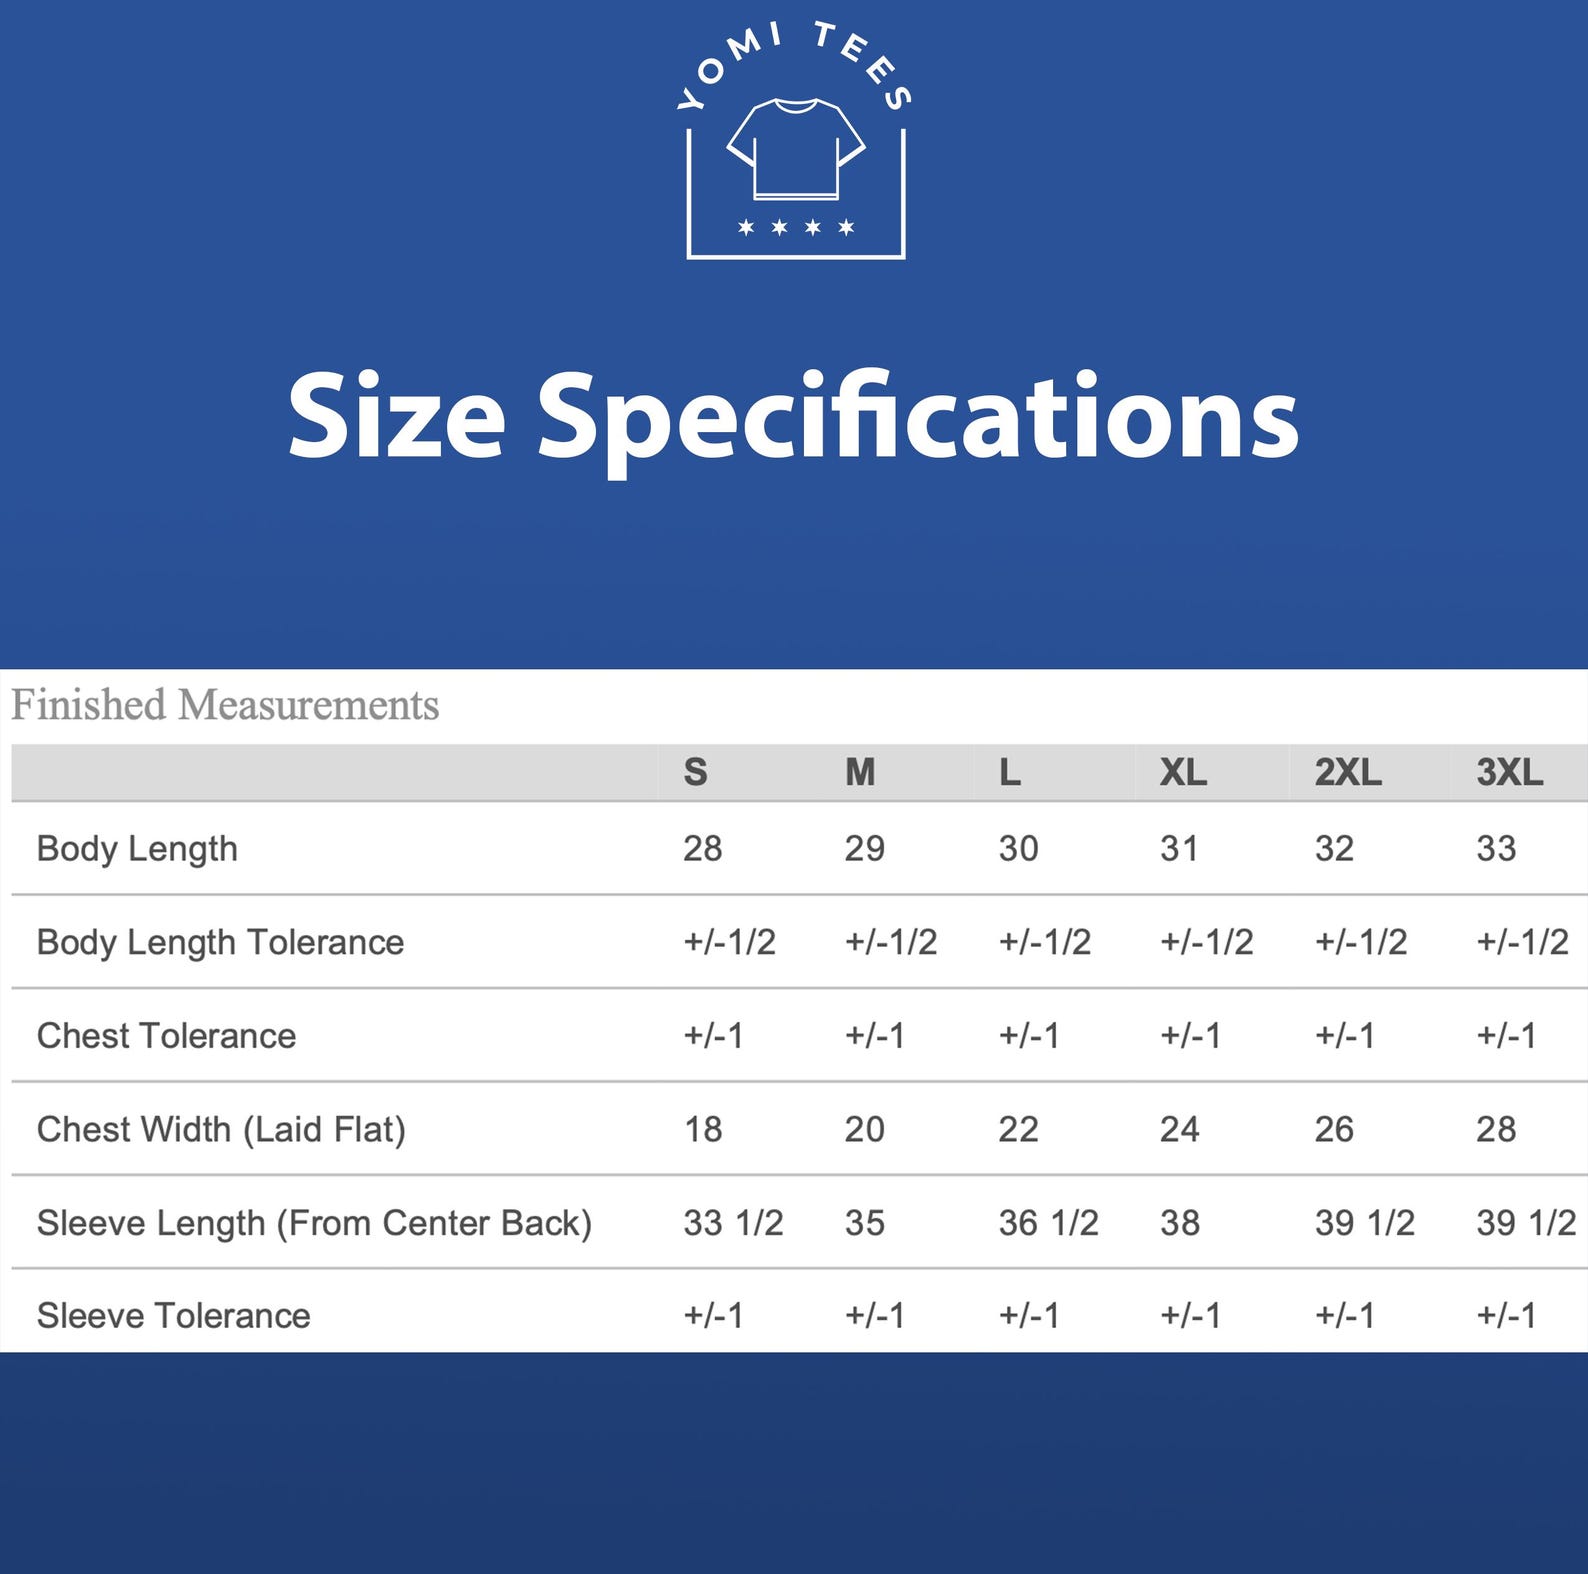 YOMI TEES
Size Specifications
Finished Measurements
S M L XL 2XL 3XL
Body Length 28 29 30 31 32 33
Body Length Tolerance +/-1/2 +/-1/2 +/-1/2 +/-1/2 +/-1/2 +/-1/2
Chest Tolerance +/-1 +/-1 +/-1 +/-1 +/-1 +/-1
Chest Width (Laid Flat) 18 20 22 24 26 28
Sleeve Length (From Center Back) 33 1/2 35 36 1/2 38 39 1/2 39 1/2
Sleeve Tolerance +/-1 +/-1 +/-1 +/-1 +/-1 +/-1